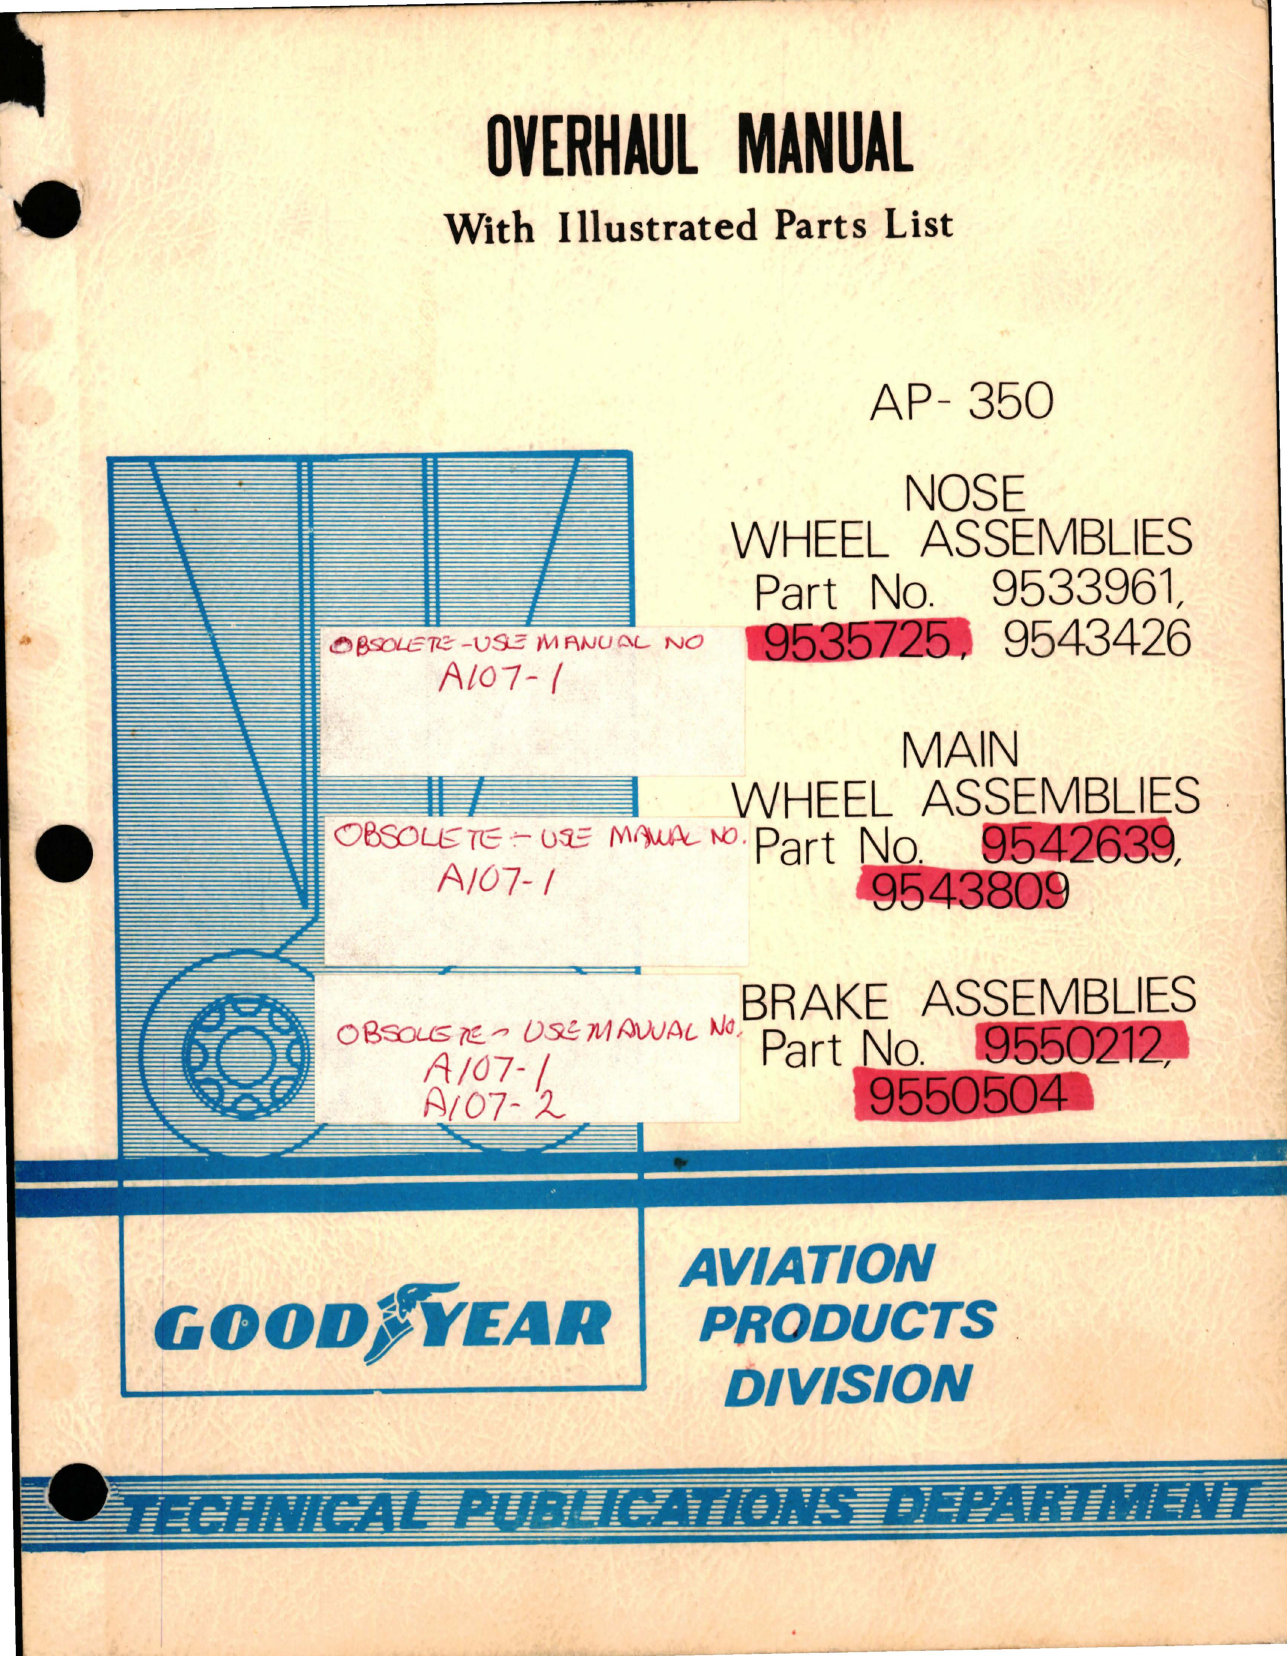 OVERHAUL MANUAL
With Illustrated Parts List
AP-350
NOSE
WHEEL ASSEMBLIES
Part No. 9533961,
9535725, 9543426
OBSOLETE - USE MANUAL NO
A107-1
MAIN
WHEEL ASSEMBLIES
Part No. 9542639,
9543809
OBSOLETE - USE MANUAL NO.
A107-1
BRAKE ASSEMBLIES
Part No. 9550212,
9550504
OBSOLETE - USE MANUAL NO.
A107-1
A107-2
GOODYEAR
AVIATION
PRODUCTS
DIVISION
TECHNICAL PUBLICATIONS DEPARTMENT